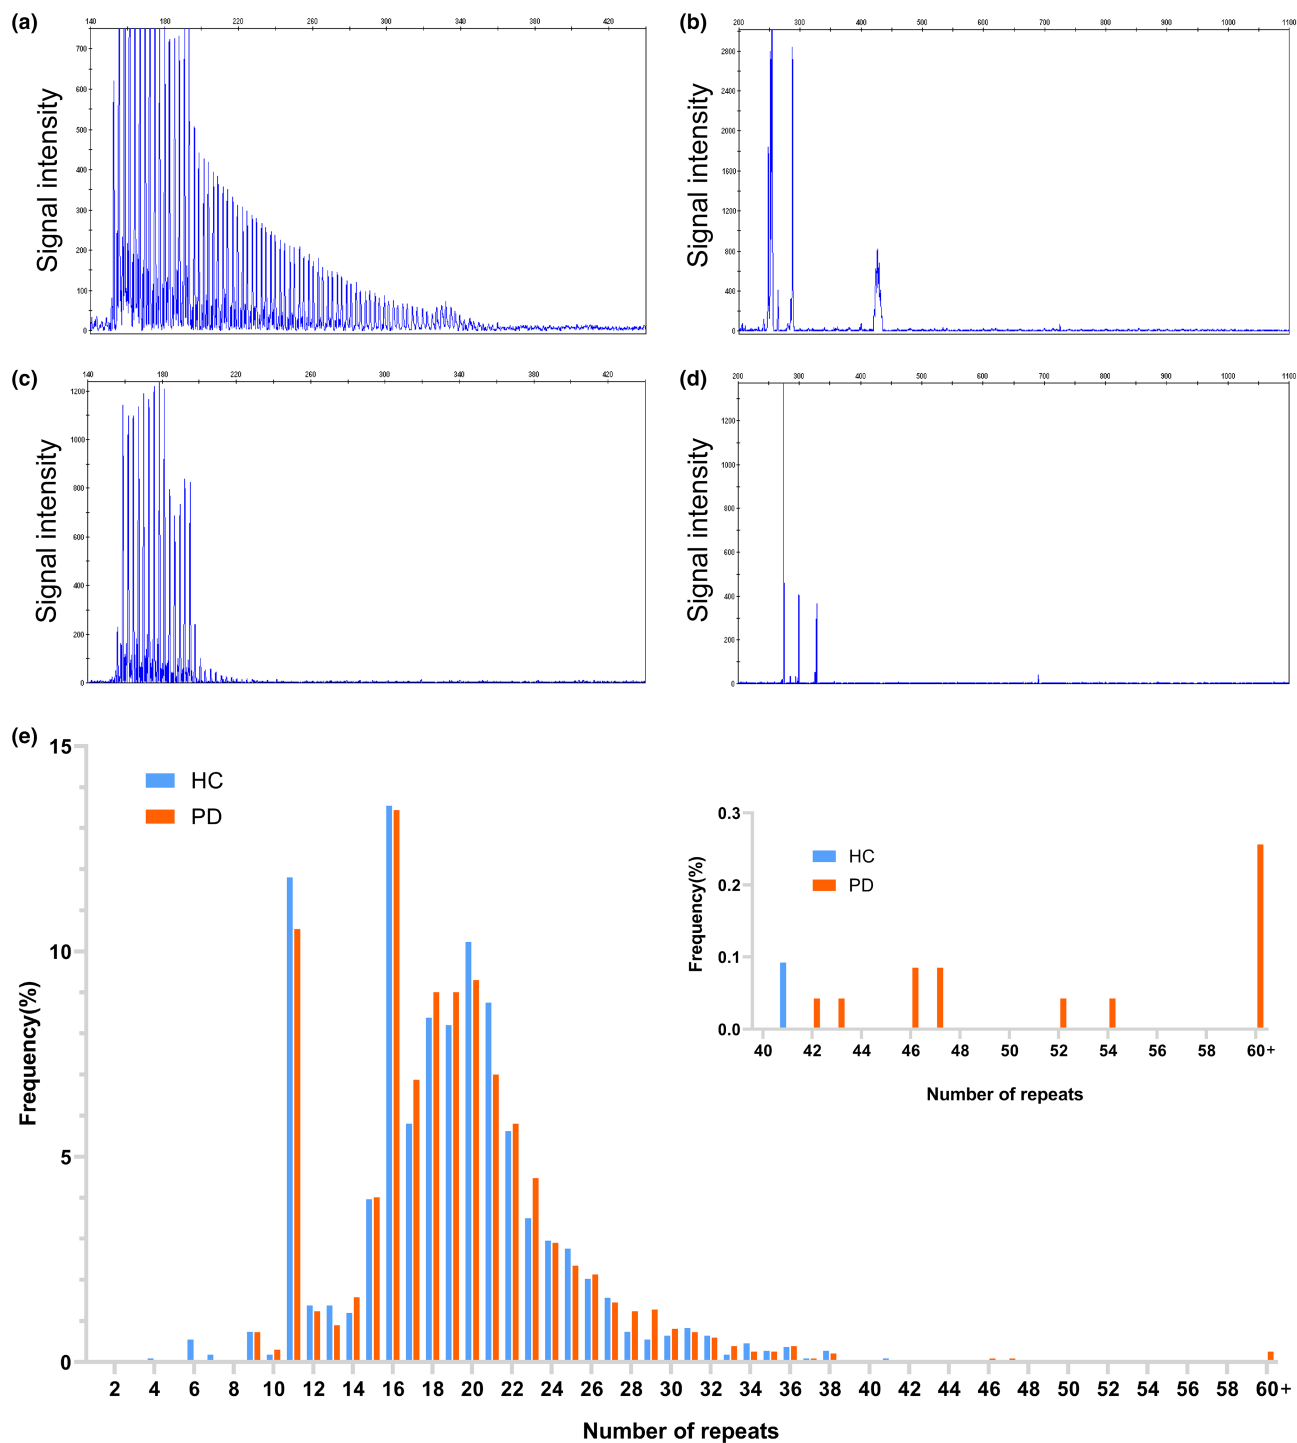 (a)
140 180 220 260 300 340 380 420
700
600
500
400
300
200
100
0
Signal intensity
(b)
200 300 400 500 600 700 800 900 1000 1100
2800
2400
2000
1600
1200
800
400
0
Signal intensity
(c)
140 180 220 260 300 340 380 420
1200
1000
800
600
400
200
0
Signal intensity
(d)
200 300 400 500 600 700 800 900 1000 1100
1200
1000
800
600
400
200
0
Signal intensity
(e)
15
10
5
0
Frequency(%)
HC
PD
2 4 6 8 10 12 14 16 18 20 22 24 26 28 30 32 34 36 38 40 42 44 46 48 50 52 54 56 58 60+
Number of repeats
0.3
0.2
0.1
0.0
Frequency(%)
HC
PD
40 42 44 46 48 50 52 54 56 58 60+
Number of repeats